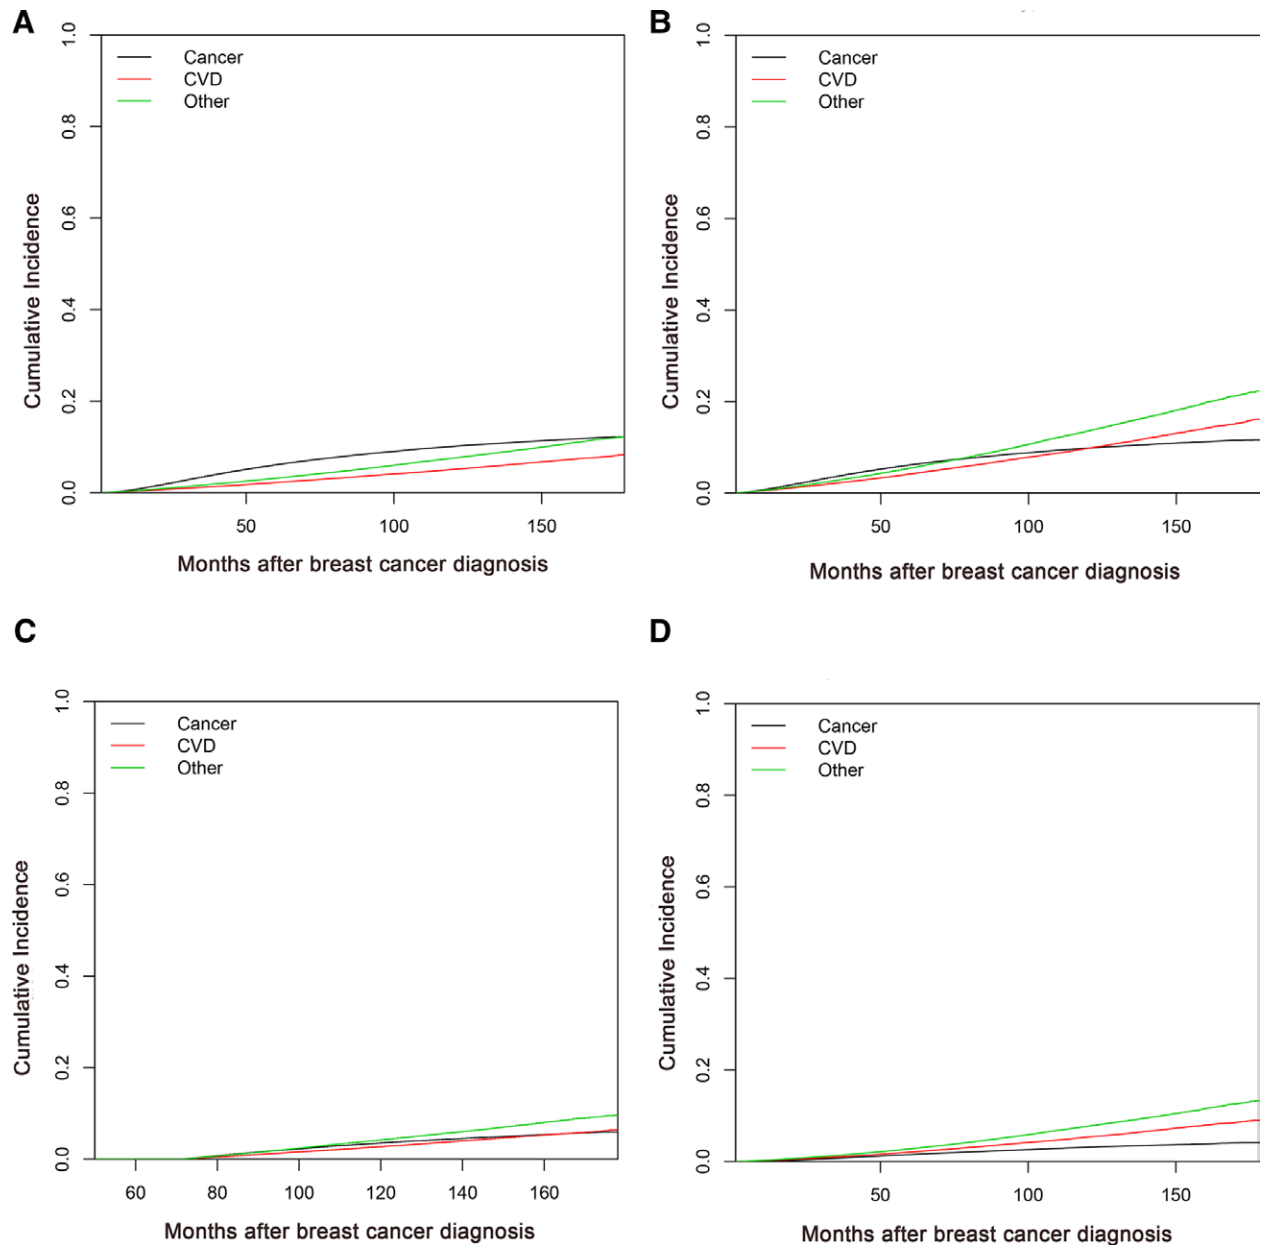 A
1.0
0.8
0.6
0.4
0.2
0.0
Cumulative Incidence
Cancer
CVD
Other
50 100 150
Months after breast cancer diagnosis
B
1.0
0.8
0.6
0.4
0.2
0.0
Cumulative Incidence
Cancer
CVD
Other
50 100 150
Months after breast cancer diagnosis
C
1.0
0.8
0.6
0.4
0.2
0.0
Cumulative Incidence
Cancer
CVD
Other
60 80 100 120 140 160
Months after breast cancer diagnosis
D
1.0
0.8
0.6
0.4
0.2
0.0
Cumulative Incidence
Cancer
CVD
Other
50 100 150
Months after breast cancer diagnosis